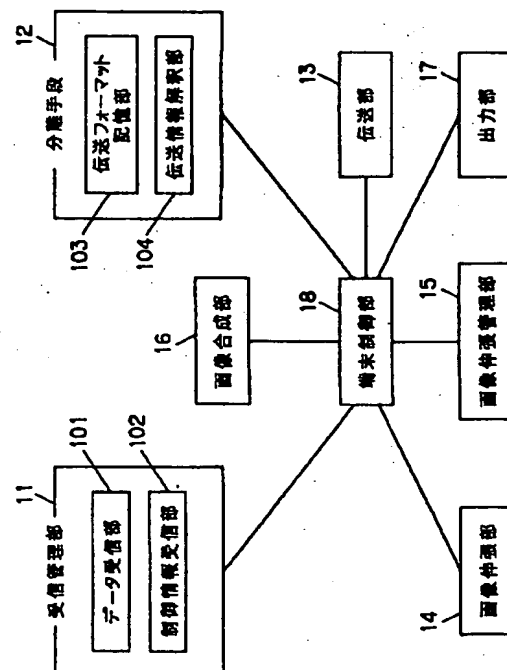 11
受信管理部
101
データ受信部
102
制御情報受信部
12
分離手段
伝送フォーマット
記憶部
103
伝送情報解釈部
104
16
画像合成部
13
伝送部
18
端末制御部
14
画像伸張部
15
画像伸張管理部
17
出力部